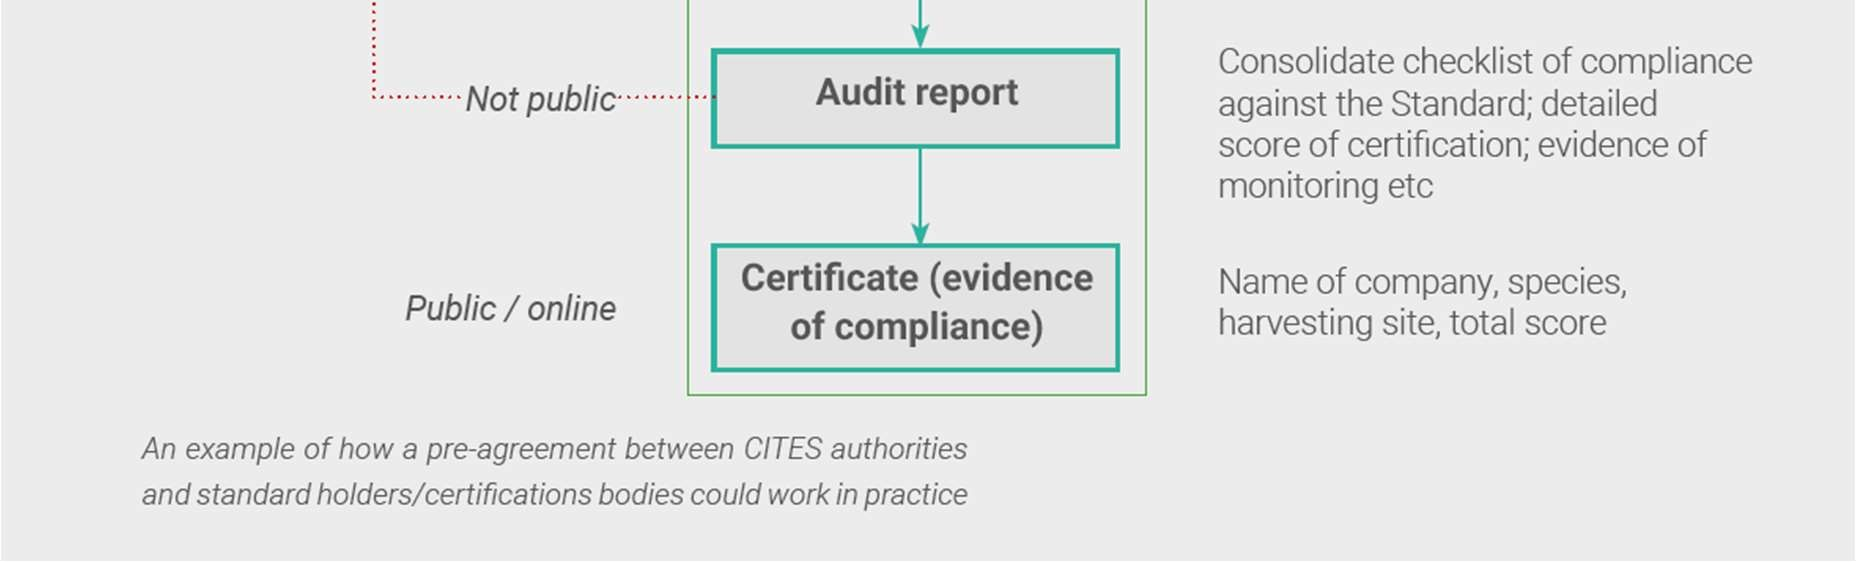 Not public
Audit report
Consolidate checklist of compliance
against the Standard; detailed
score of certification; evidence of
monitoring etc
Public / online
Certificate (evidence
of compliance)
Name of company, species,
harvesting site, total score
An example of how a pre-agreement between CITES authorities
and standard holders/certifications bodies could work in practice